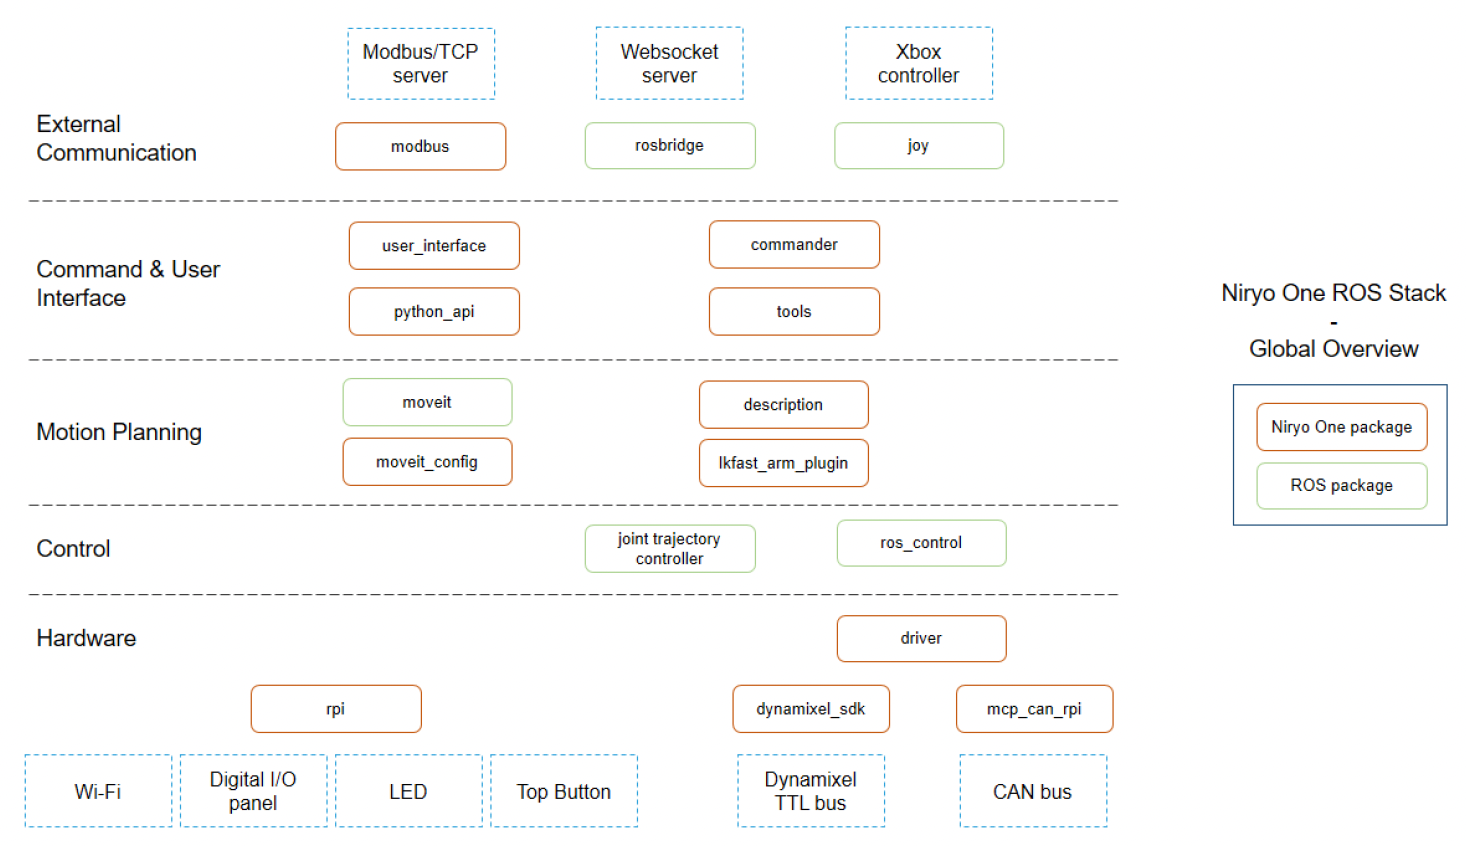 Modbus/TCP
server
Websocket
server
Xbox
controller
External
Communication
modbus
rosbridge
joy
Command & User
Interface
user_interface
commander
python_api
tools
Motion Planning
moveit
description
moveit_config
Ikfast_arm_plugin
Control
joint trajectory
controller
ros_control
Hardware
driver
rpi
dynamixel_sdk
mcp_can_rpi
Wi-Fi
Digital I/O
panel
LED
Top Button
Dynamixel
TTL bus
CAN bus
Niryo One ROS Stack
-
Global Overview
Niryo One package
ROS package